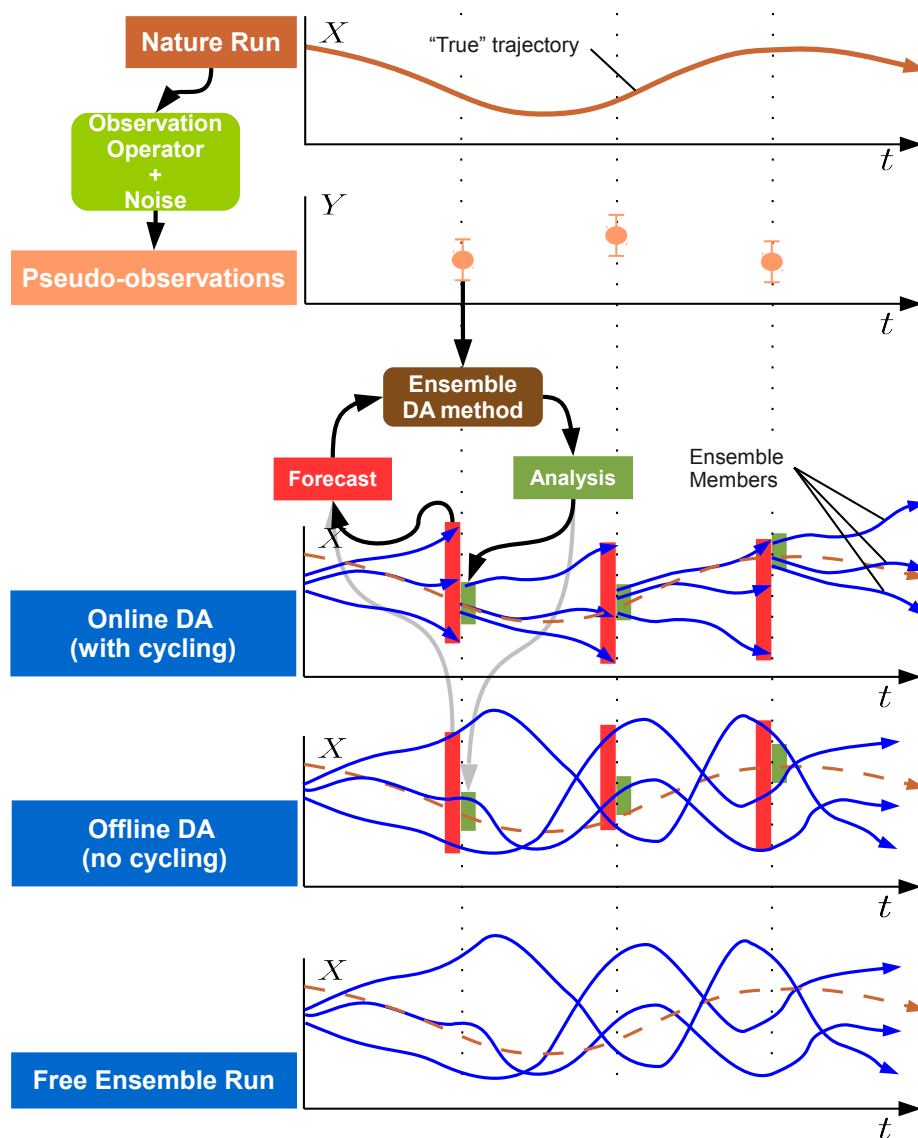 Nature Run
X
“True” trajectory
t
Observation
Operator
+
Noise
Y
Pseudo-observations
t
Ensemble
DA method
Forecast
Analysis
Ensemble
Members
X
Online DA
(with cycling)
t
X
Offline DA
(no cycling)
t
X
Free Ensemble Run
t